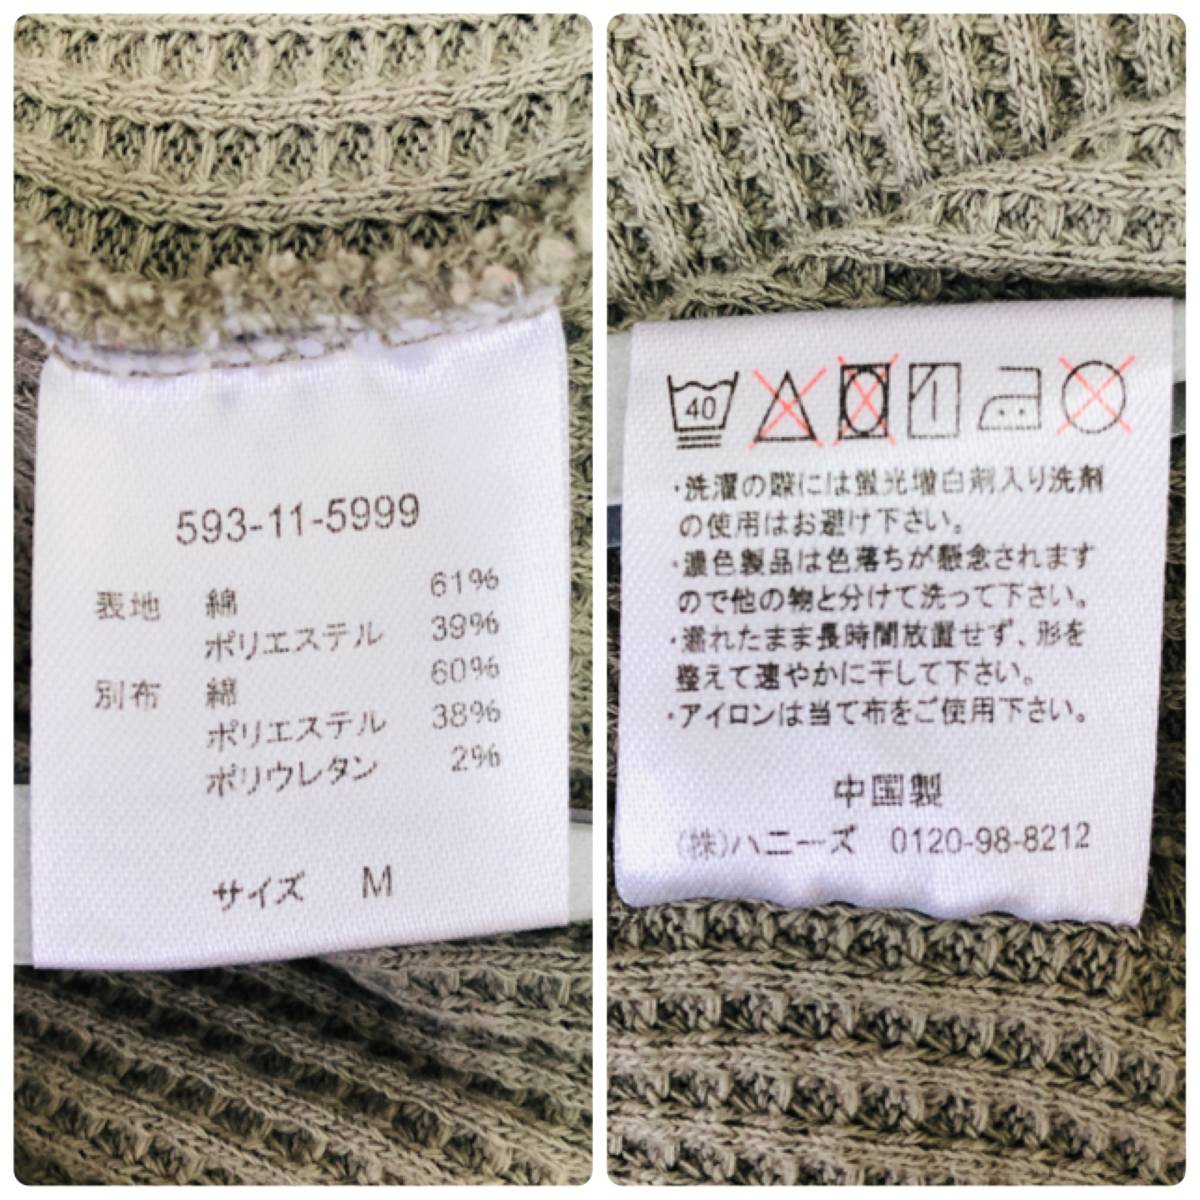 593-11-5999
表地 綿 61%
ポリエステル 39%
別布 綿 60%
ポリエステル 38%
ポリウレタン 2%
サイズ M
40
・洗濯の際には蛍光増白剤入り洗剤
の使用はお避け下さい。
・濃色製品は色落ちが懸念されます
ので他の物と分けて洗って下さい。
・濡れたまま長時間放置せず、形を
整えて速やかに干して下さい。
・アイロンは当て布をご使用下さい。
中国製
(株)ハニーズ 0120-98-8212